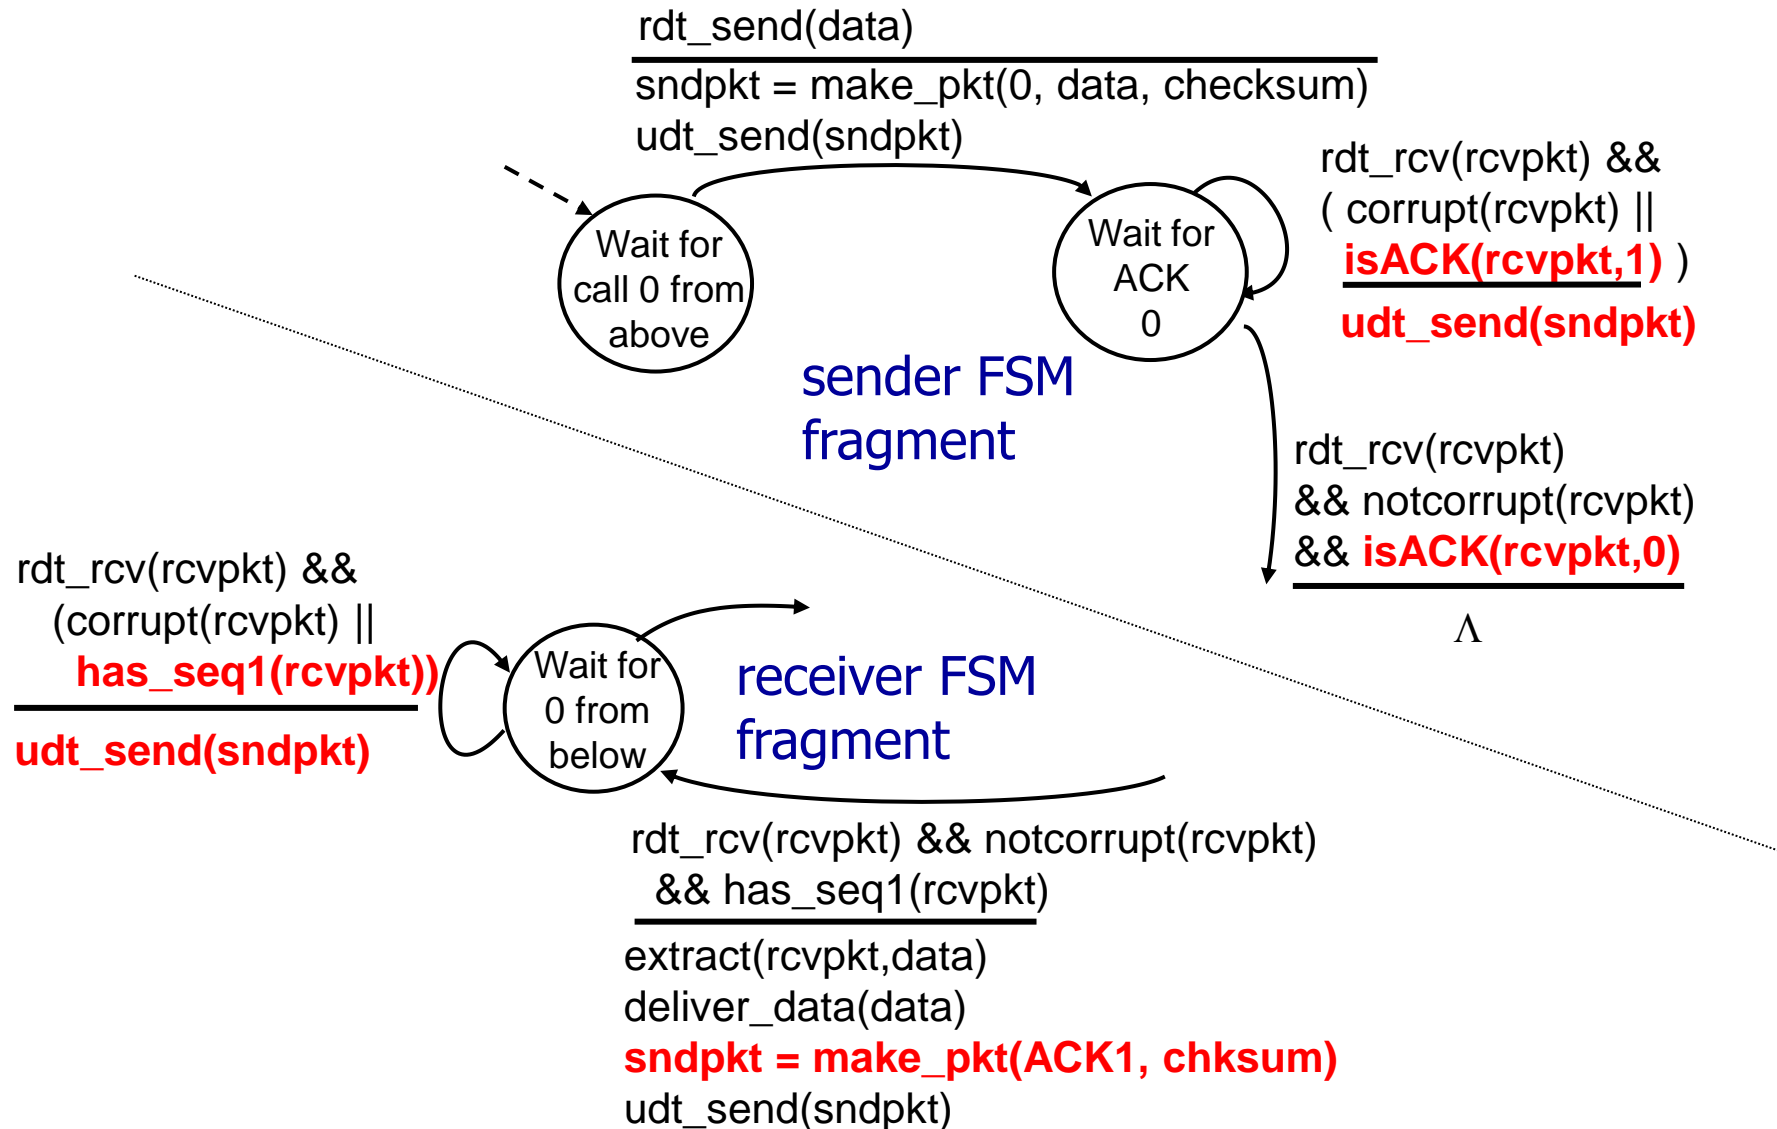 rdt_send(data)
sndpkt = make_pkt(0, data, checksum)
udt_send(sndpkt)
rdt_rcv(rcvpkt) &&
( corrupt(rcvpkt) ||
isACK(rcvpkt,1) )
udt_send(sndpkt)
Wait for
call 0 from
above
Wait for
ACK
0
sender FSM
fragment
rdt_rcv(rcvpkt)
&& notcorrupt(rcvpkt)
&& isACK(rcvpkt,0)
Λ
rdt_rcv(rcvpkt) &&
(corrupt(rcvpkt) ||
has_seq1(rcvpkt))
udt_send(sndpkt)
Wait for
0 from
below
receiver FSM
fragment
rdt_rcv(rcvpkt) && notcorrupt(rcvpkt)
&& has_seq1(rcvpkt)
extract(rcvpkt,data)
deliver_data(data)
sndpkt = make_pkt(ACK1, chksum)
udt_send(sndpkt)